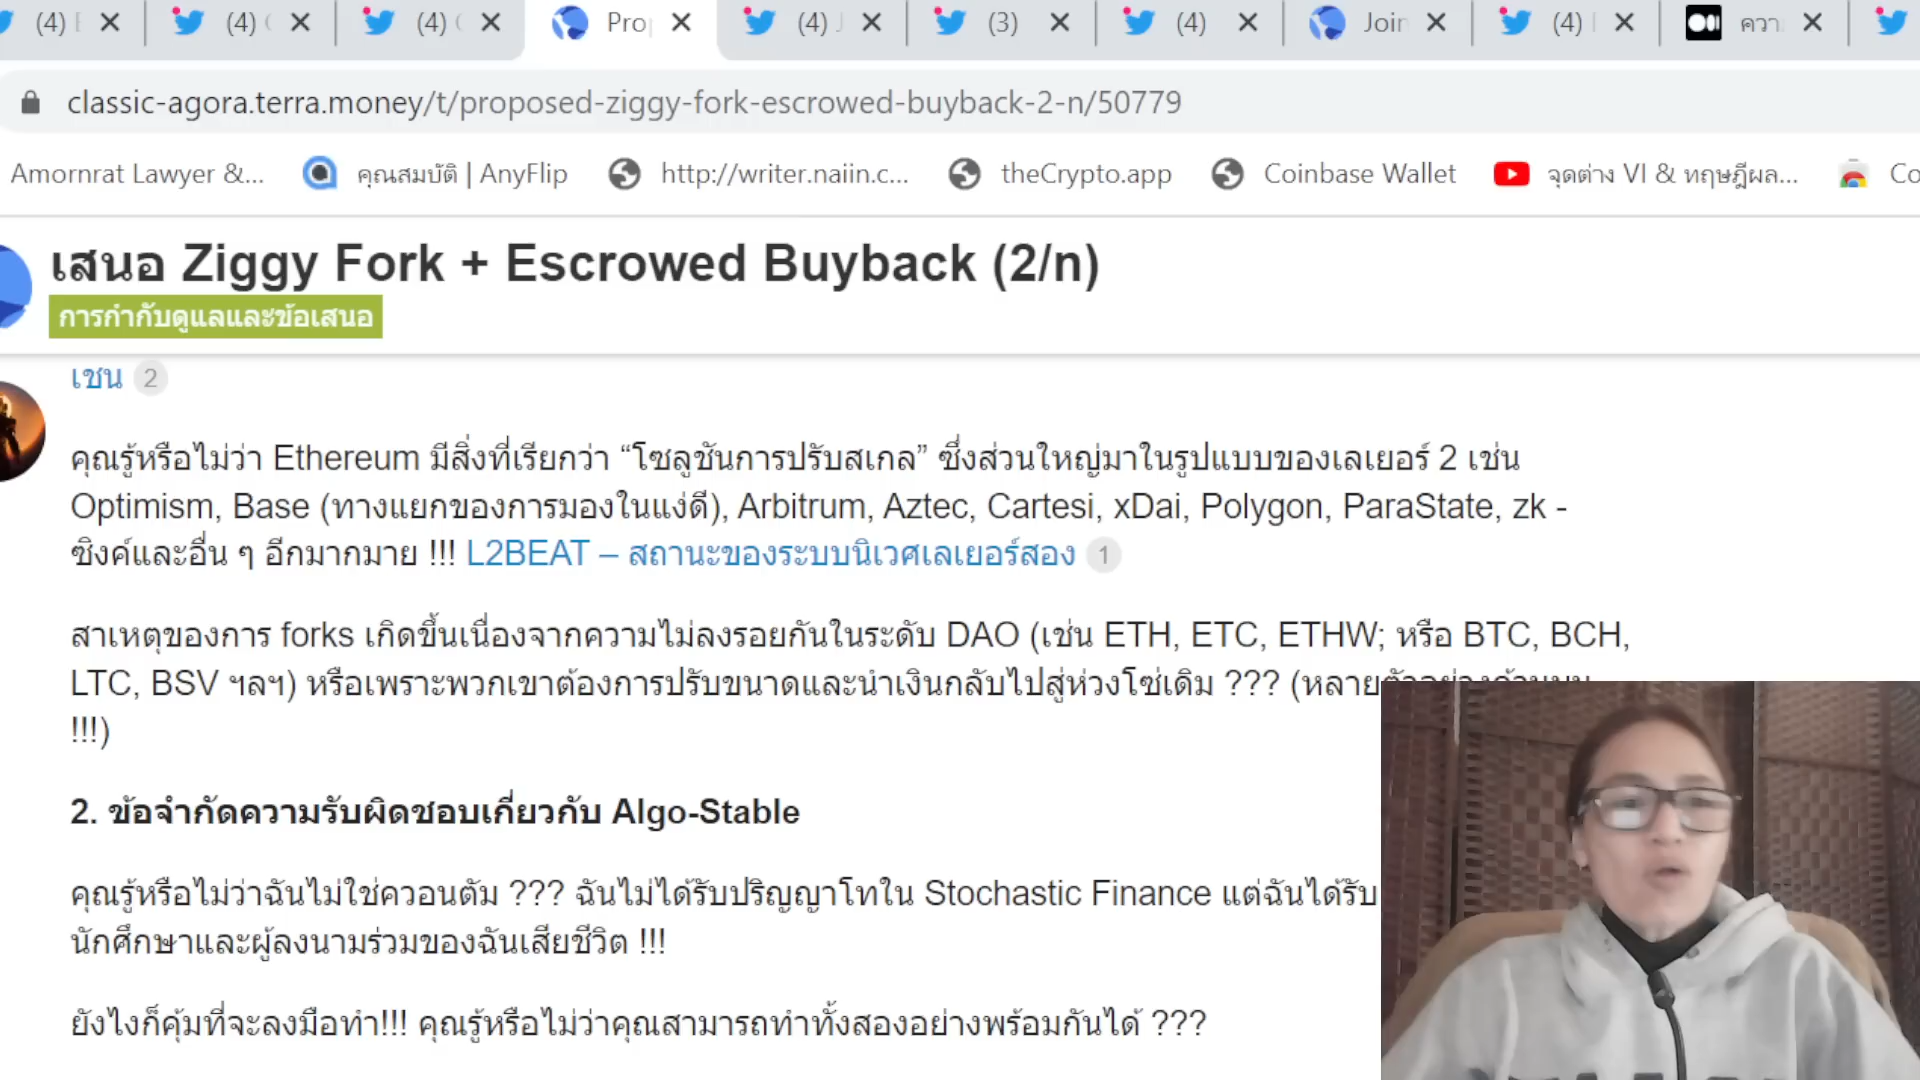 (4)
(4)
(4)
Pro
(4)
(3)
(4)
Join
(4)
ควา
classic-agora.terra.money/t/proposed-ziggy-fork-escrowed-buyback-2-n/50779
Amornrat Lawyer &... คุณสมบัติ | AnyFlip http://writer.naiin.c... theCrypto.app Coinbase Wallet จุดต่าง VI & ทฤษฎีผล... Co
เสนอ Ziggy Fork + Escrowed Buyback (2/n)
การกำกับดูแลและข้อเสนอ
เช่น 2
คุณรู้หรือไม่ว่า Ethereum มีสิ่งที่เรียกว่า “โซลูชันการปรับสเกล” ซึ่งส่วนใหญ่มาในรูปแบบของเลเยอร์ 2 เช่น
Optimism, Base (ทางแยกของการมองในแง่ดี), Arbitrum, Aztec, Cartesi, xDai, Polygon, ParaState, zk -
ซิงค์และอื่น ๆ อีกมากมาย !!! L2BEAT – สถานะของระบบนิเวศเลเยอร์สอง 1
สาเหตุของการ forks เกิดขึ้นเนื่องจากความไม่ลงรอยกันในระดับ DAO (เช่น ETH, ETC, ETHW; หรือ BTC, BCH,
LTC, BSV ฯลฯ) หรือเพราะพวกเขาต้องการปรับขนาดและนำเงินกลับไปสู่ห่วงโซ่เดิม ??? (หลาย
!!!)
2. ข้อจำกัดความรับผิดชอบเกี่ยวกับ Algo-Stable
คุณรู้หรือไม่ว่าฉันไม่ใช่ควอนตัม ??? ฉันไม่ได้รับปริญญาโทใน Stochastic Finance แต่ฉันได้รับ
นักศึกษาและผู้ลงนามร่วมของฉันเสียชีวิต !!!
ยังไงก็คุ้มที่จะลงมือทำ!!! คุณรู้หรือไม่ว่าคุณสามารถทำทั้งสองอย่างพร้อมกันได้ ???